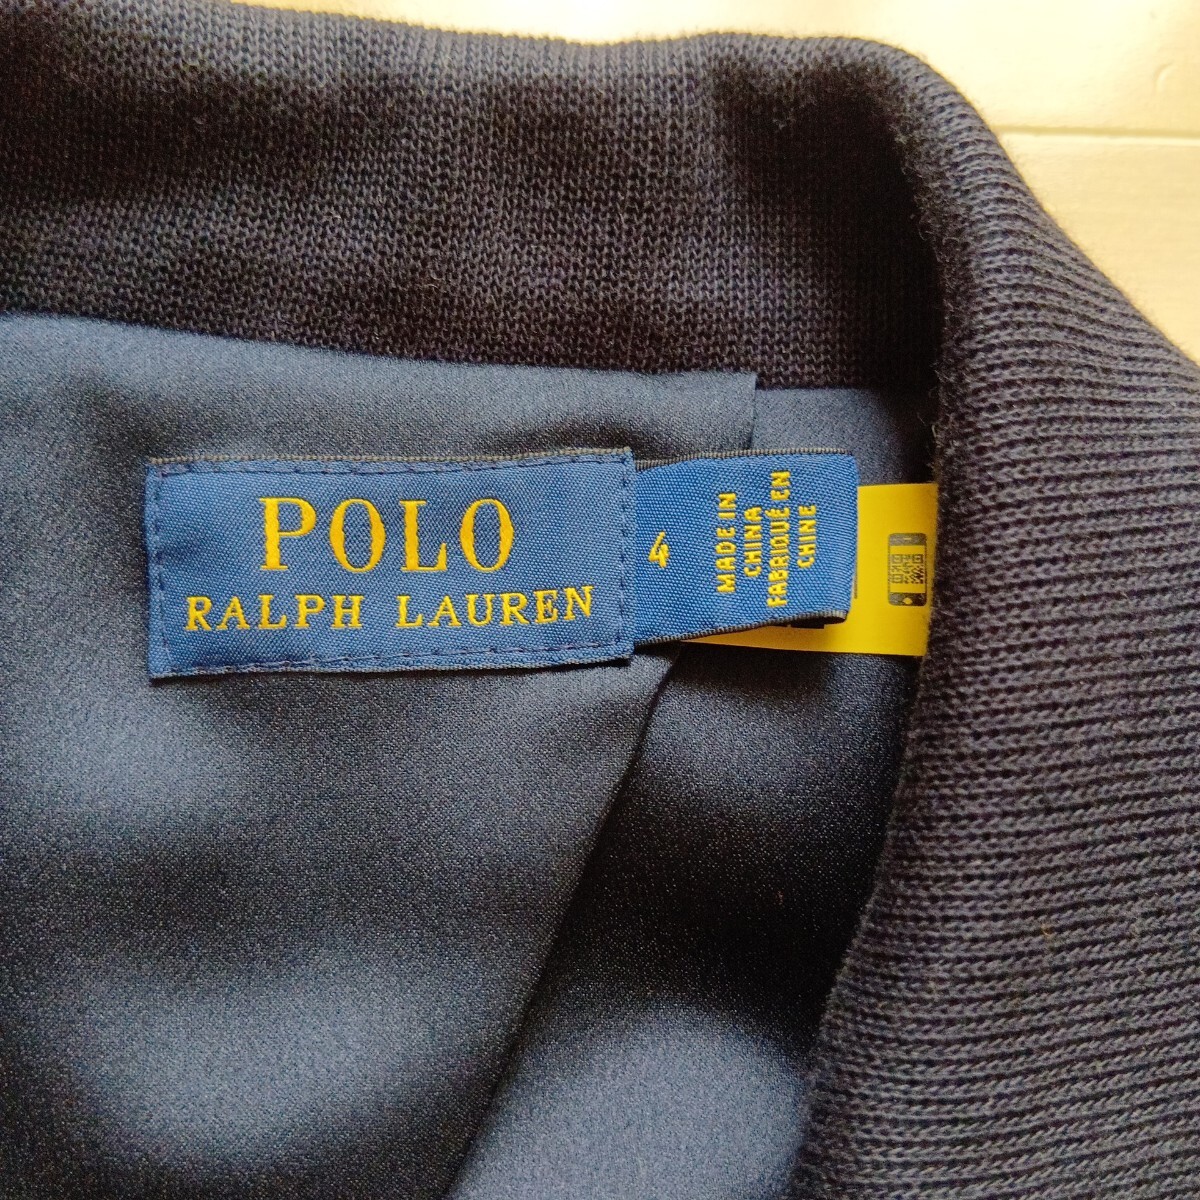 POLO
RALPH LAUREN
4
MADE IN
CHINA
FABRIQUÉ EN
CHINE